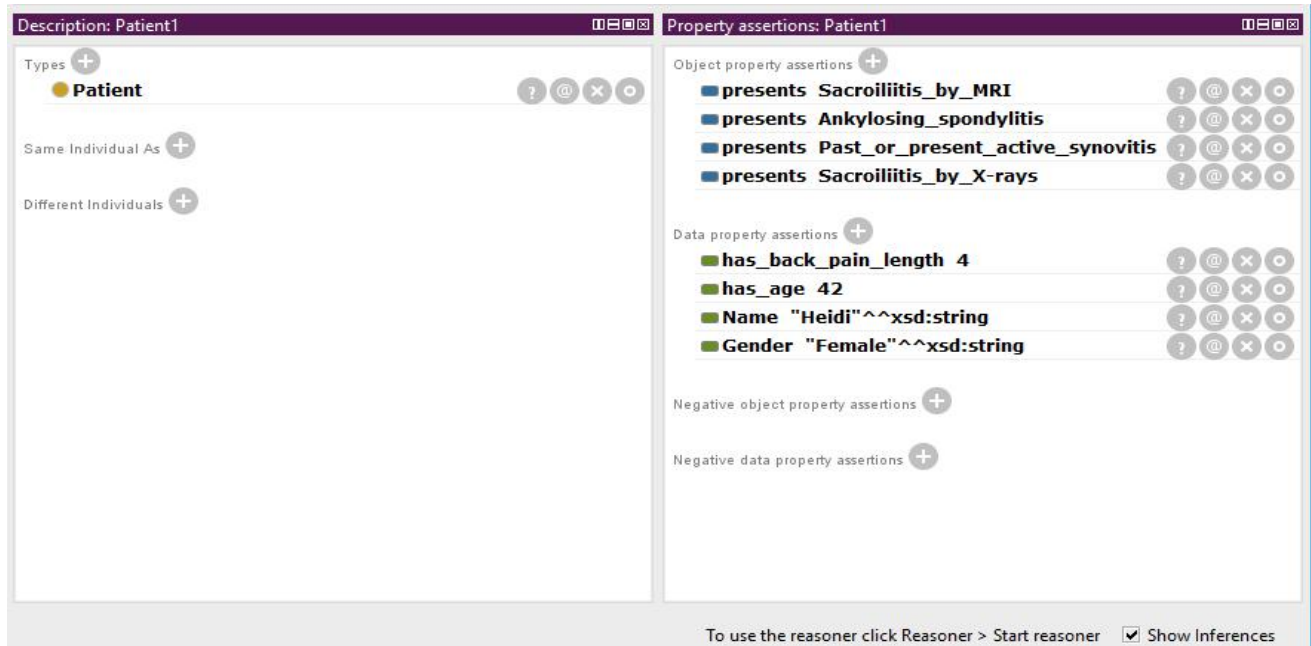 Description: Patient1
Types
Patient
Same Individual As
Different Individuals
Property assertions: Patient1
Object property assertions
presents Sacroiliitis_by_MRI
presents Ankylosing_spondylitis
presents Past_or_present_active_synovitis
presents Sacroiliitis_by_X-rays
Data property assertions
has_back_pain_length 4
has_age 42
Name "Heidi"^^xsd:string
Gender "Female"^^xsd:string
Negative object property assertions
Negative data property assertions
To use the reasoner click Reasoner > Start reasoner Show Inferences